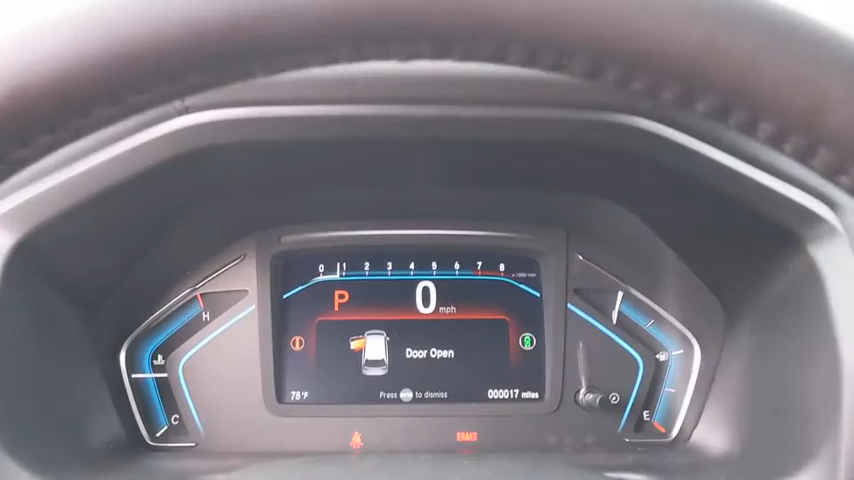 0 1 2 3 4 5 6 7 8
P 0 mph
H
Door Open
78°F Press to dismiss 000017 miles
C E
BRAKE